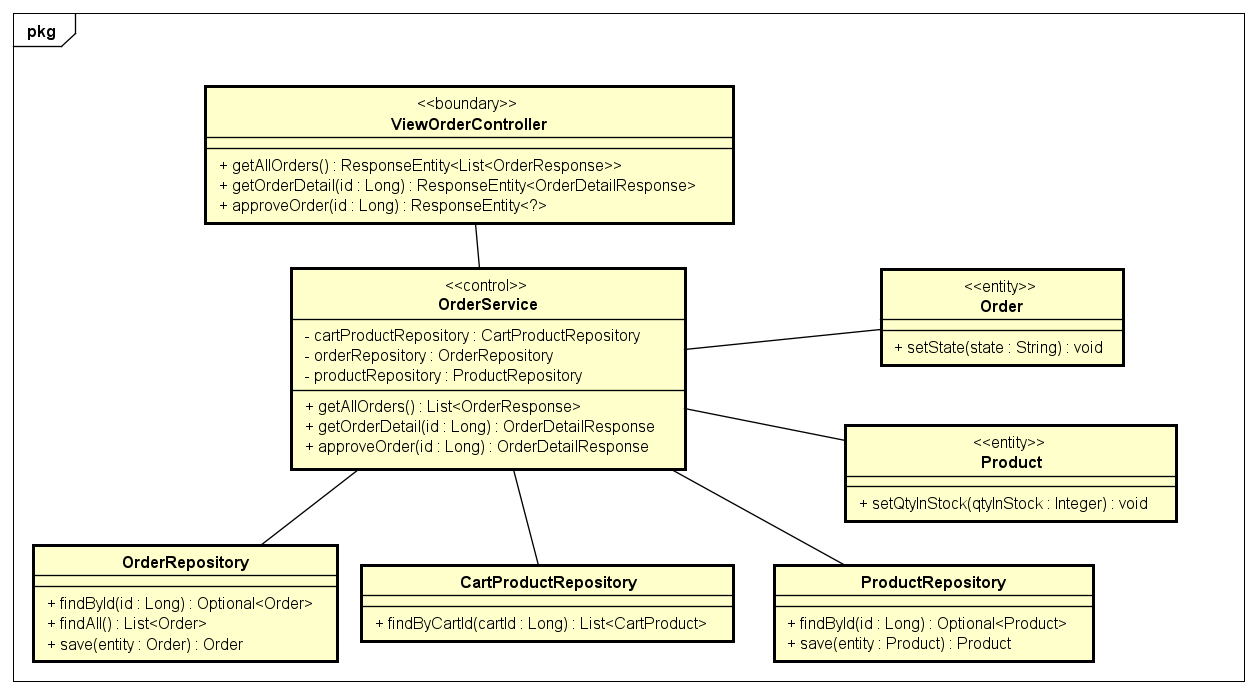 pkg
<<boundary>>
ViewOrderController
+ getAllOrders() : ResponseEntity<List<OrderResponse>>
+ getOrderDetail(id : Long) : ResponseEntity<OrderDetailResponse>
+ approveOrder(id : Long) : ResponseEntity<?>
<<control>>
OrderService
- cartProductRepository : CartProductRepository
- orderRepository : OrderRepository
- productRepository : ProductRepository
+ getAllOrders() : List<OrderResponse>
+ getOrderDetail(id : Long) : OrderDetailResponse
+ approveOrder(id : Long) : OrderDetailResponse
<<entity>>
Order
+ setState(state : String) : void
<<entity>>
Product
+ setQtyInStock(qtyInStock : Integer) : void
OrderRepository
+ findById(id : Long) : Optional<Order>
+ findAll() : List<Order>
+ save(entity : Order) : Order
CartProductRepository
+ findByCartId(cartId : Long) : List<CartProduct>
ProductRepository
+ findById(id : Long) : Optional<Product>
+ save(entity : Product) : Product